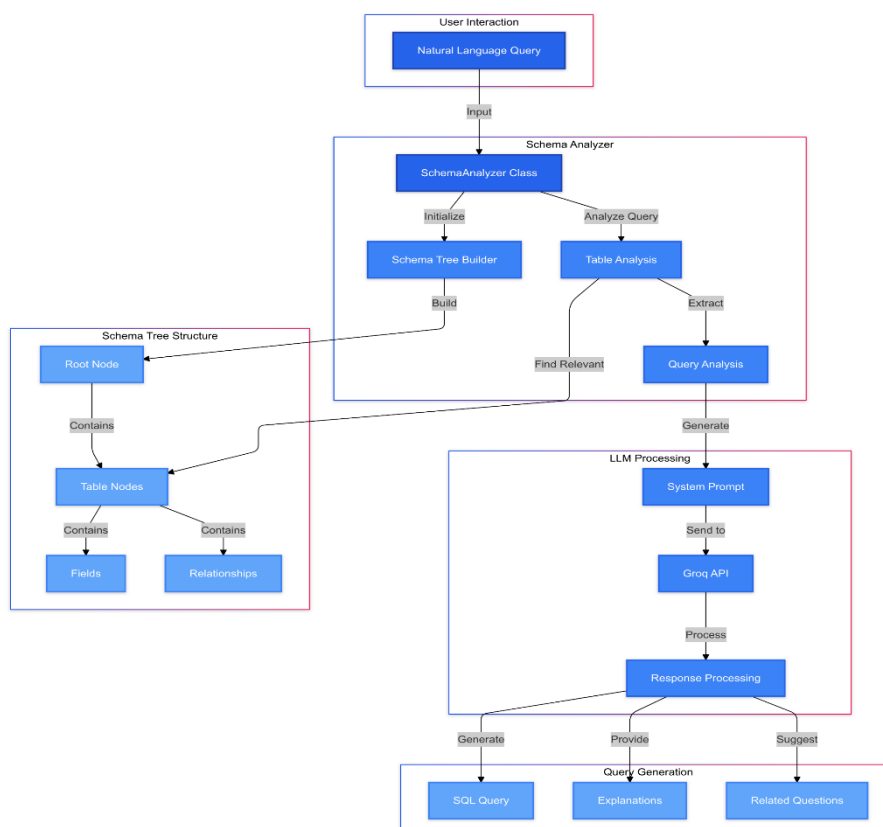 User Interaction
Natural Language Query
Input
Schema Analyzer
SchemaAnalyzer Class
Initialize
Analyze Query
Schema Tree Builder
Table Analysis
Build
Extract
Schema Tree Structure
Root Node
Find Relevant
Query Analysis
Contains
Generate
LLM Processing
Table Nodes
System Prompt
Contains
Contains
Send to
Fields
Relationships
Groq API
Process
Response Processing
Generate
Provide
Suggest
Query Generation
SQL Query
Explanations
Related Questions